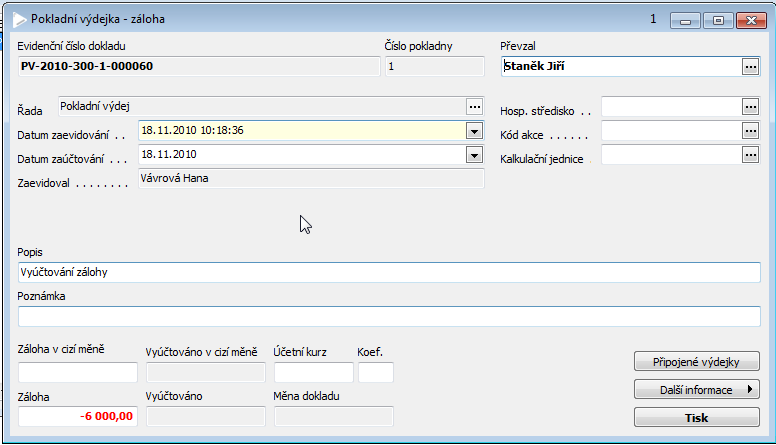 Pokladní výdejka - záloha 1
Evidenční číslo dokladu Číslo pokladny Převzal
PV-2010-300-1-000060 1 Staněk Jiří ...
Řada Pokladní výdej ... Hosp. středisko . . ...
Datum zaevidování . . 18.11.2010 10:18:36 Kód akce . . . . . . ...
Datum zaúčtování . . . 18.11.2010 Kalkulační jednice . ...
Zaevidoval . . . . . . . . Vávrová Hana
Popis
Vyúčtování zálohy
Poznámka
Záloha v cizí měně Vyúčtováno v cizí měně Účetní kurz Koef.
Připojené výdejky
Další informace
Záloha Vyúčtováno Měna dokladu
-6 000,00 Tisk